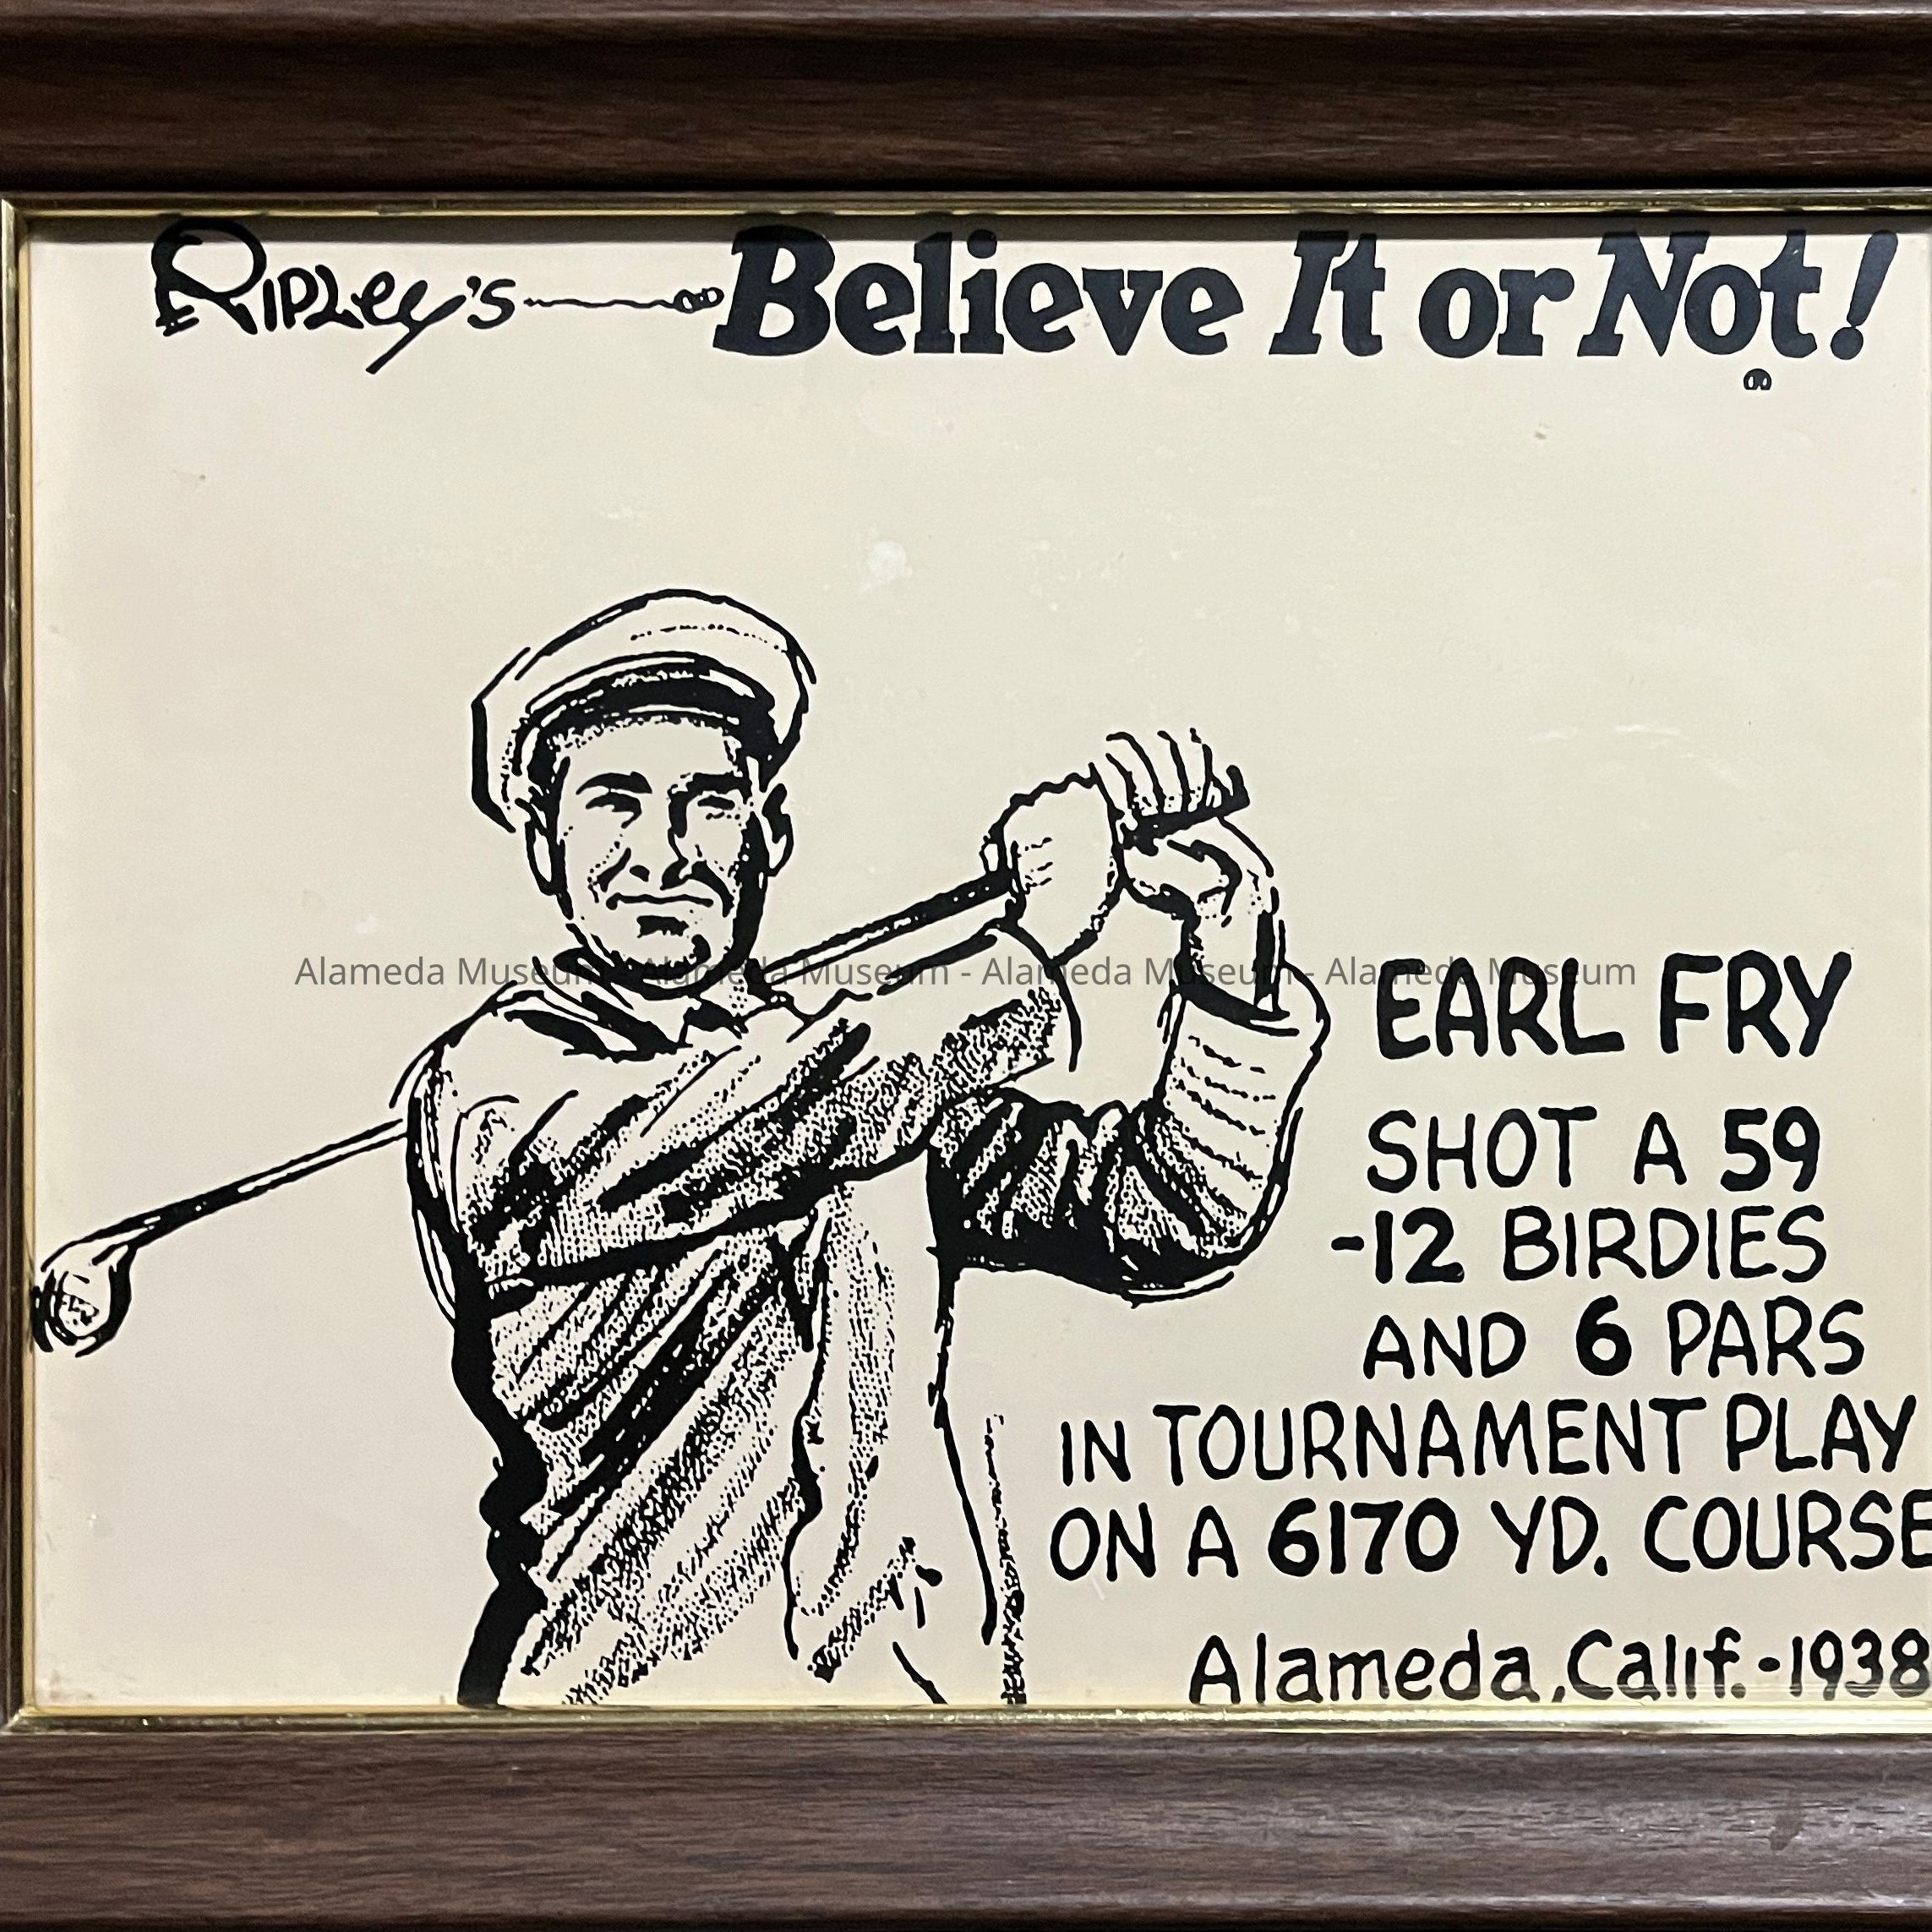 RIPLEY'S Believe It or Not!
Alameda Museum - Alameda Museum - Alameda Museum - Alameda Museum
EARL FRY
SHOT A 59
-12 BIRDIES
AND 6 PARS
IN TOURNAMENT PLAY
ON A 6170 YD. COURSE
Alameda, Calif.-1938